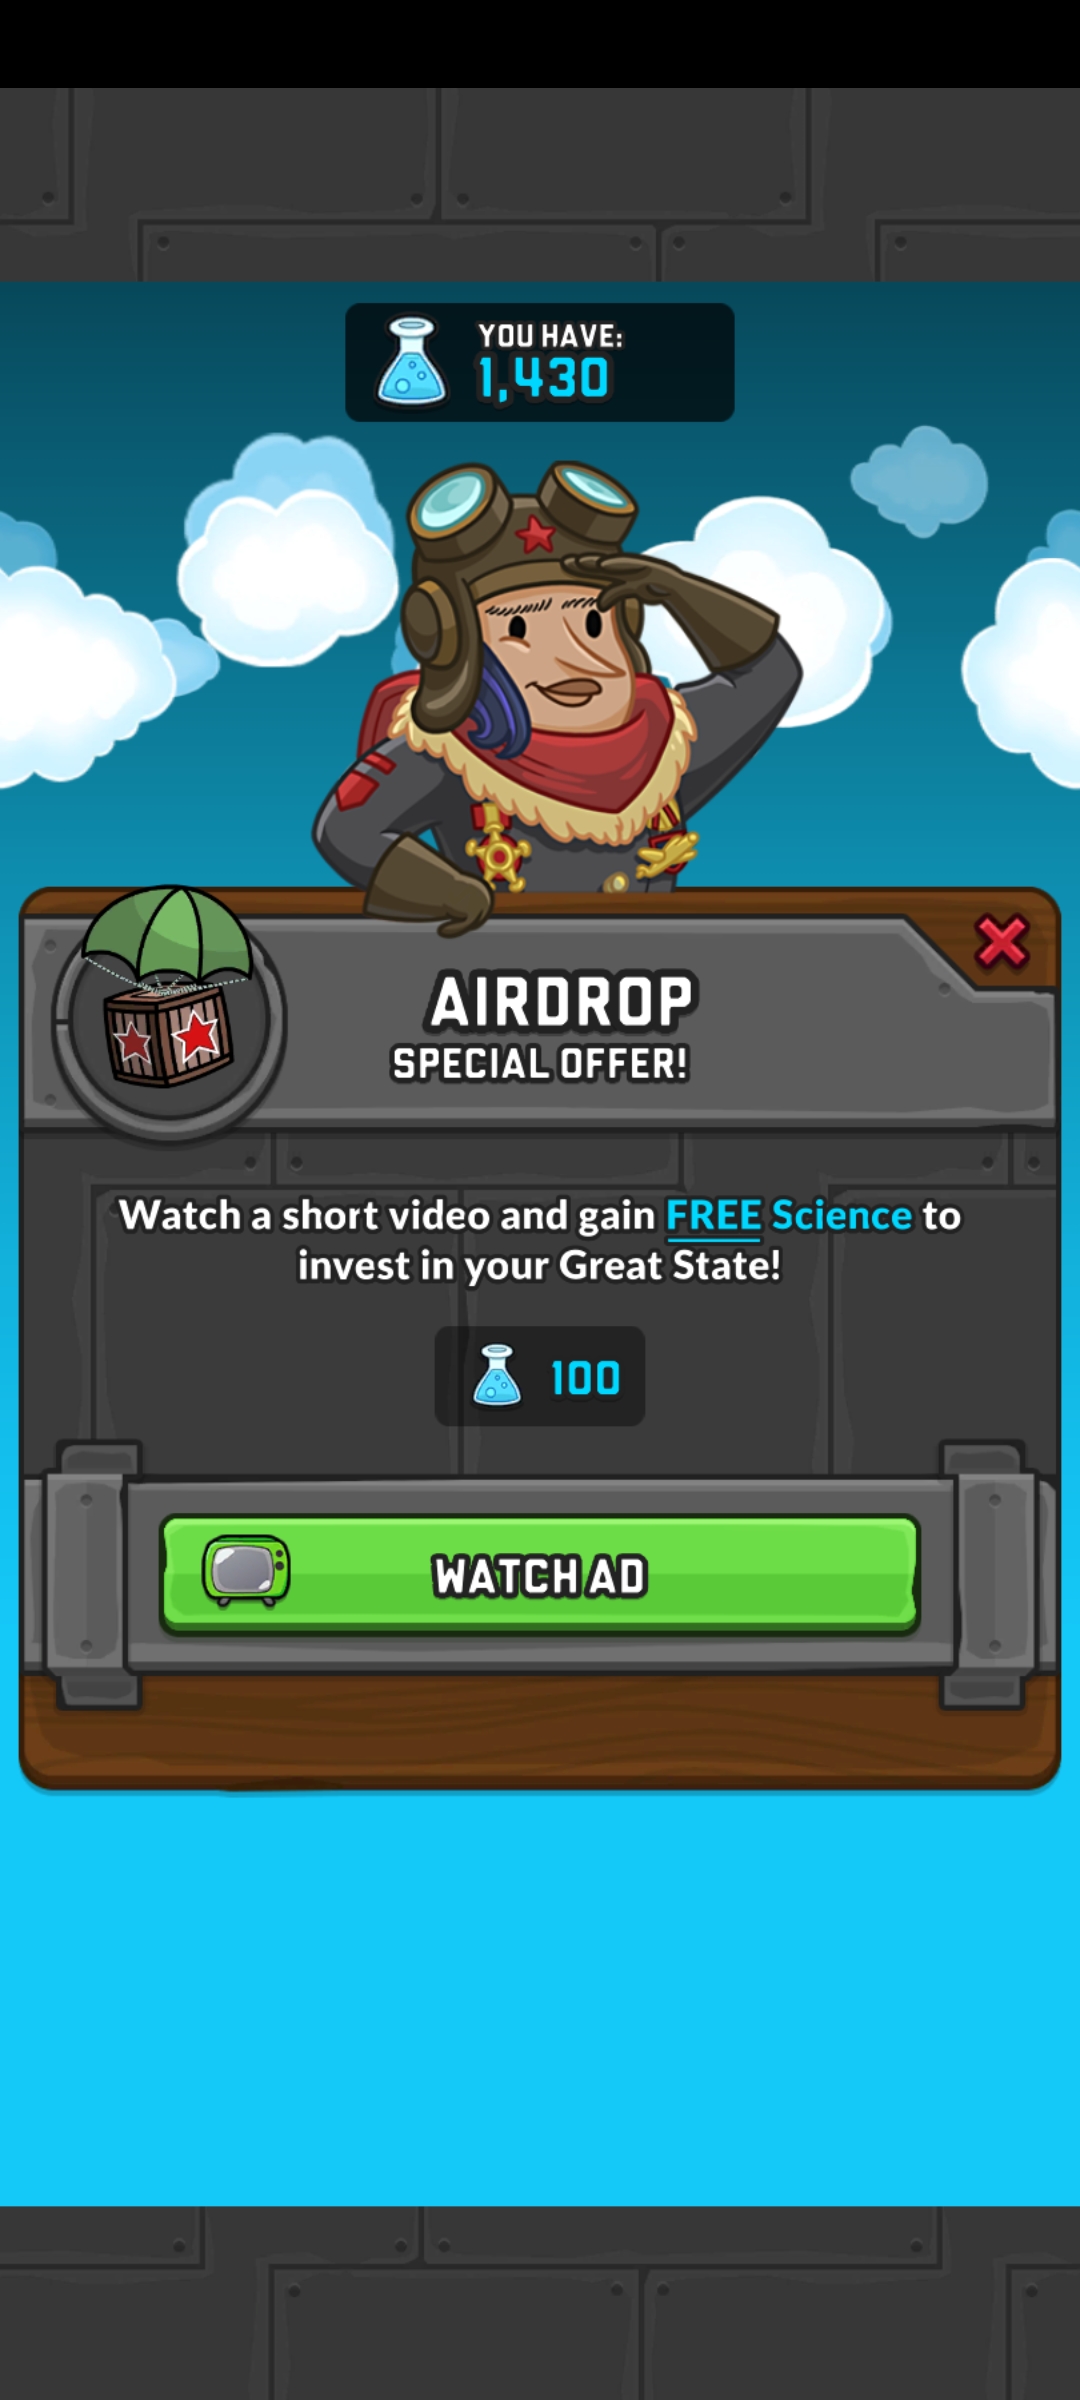 YOU HAVE:
1,430
AIRDROP
SPECIAL OFFER!
Watch a short video and gain FREE Science to
invest in your Great State!
100
WATCH AD